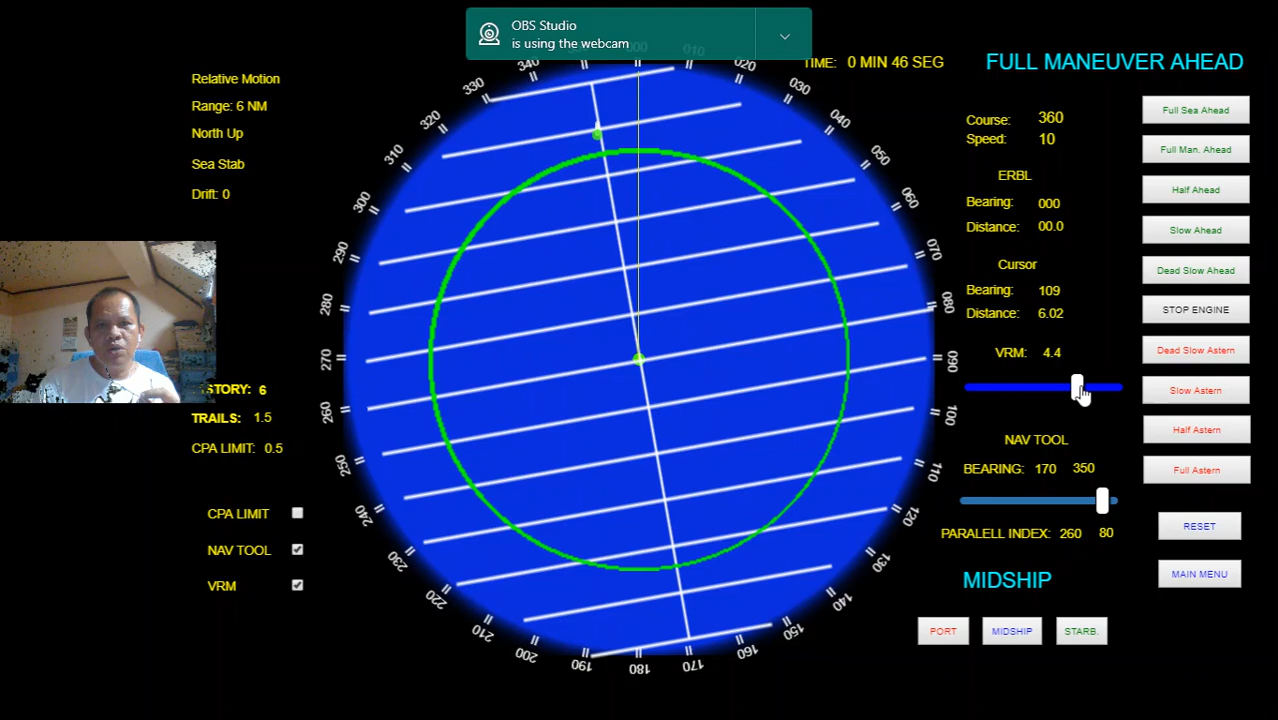 OBS Studio
is using the webcam
Relative Motion
Range: 6 NM
North Up
Sea Stab
Drift: 0
STORY: 6
TRAILS: 1.5
CPA LIMIT: 0.5
CPA LIMIT
NAV TOOL
VRM
000
010
020
030
040
050
060
070
080
090
100
110
120
130
140
150
160
170
180
190
200
210
220
230
240
250
260
270
280
290
300
310
320
330
340
TIME: 0 MIN 46 SEG
FULL MANEUVER AHEAD
Course: 360
Speed: 10
ERBL
Bearing: 000
Distance: 00.0
Cursor
Bearing: 109
Distance: 6.02
VRM: 4.4
NAV TOOL
BEARING: 170 350
PARALELL INDEX: 260 80
MIDSHIP
PORT
MIDSHIP
STARB.
Full Sea Ahead
Full Man. Ahead
Half Ahead
Slow Ahead
Dead Slow Ahead
STOP ENGINE
Dead Slow Astern
Slow Astern
Half Astern
Full Astern
RESET
MAIN MENU